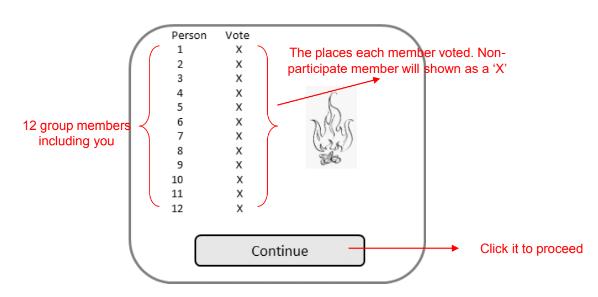 Person Vote
1 X
2 X
3 X
4 X
5 X
6 X
7 X
8 X
9 X
10 X
11 X
12 X
12 group members
including you
The places each member voted. Non-
participate member will shown as a ‘X’
Continue
Click it to proceed